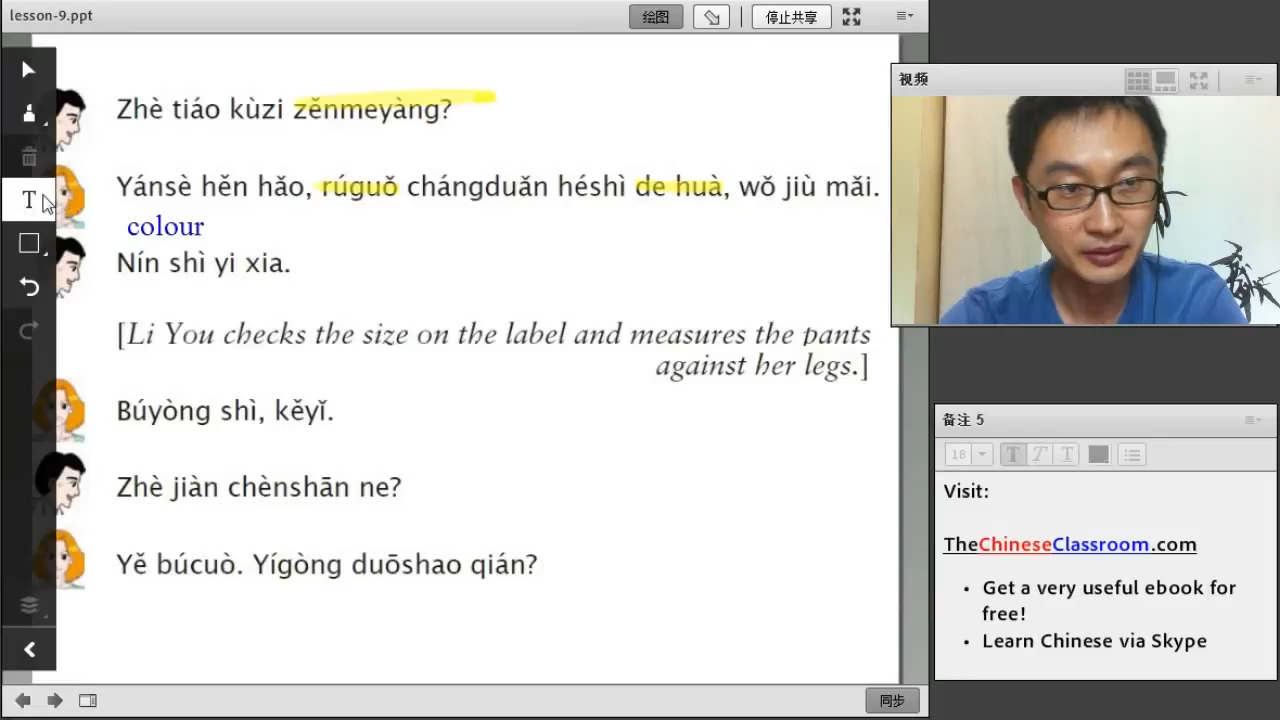 lesson-9.ppt
绘图
停止共享
视频
Zhè tiáo kùzi zěnmeyàng?
Yánsè hěn hǎo, rúguǒ chángduǎn héshì de huà, wǒ jiù mǎi.
colour
Nín shì yi xia.
[Li You checks the size on the label and measures the pants
against her legs.]
Búyòng shì, kěyǐ.
Zhè jiàn chènshān ne?
Yě búcuò. Yígòng duōshao qián?
T
备注 5
18 T T T
Visit:
TheChineseClassroom.com
• Get a very useful ebook for
free!
• Learn Chinese via Skype
同步